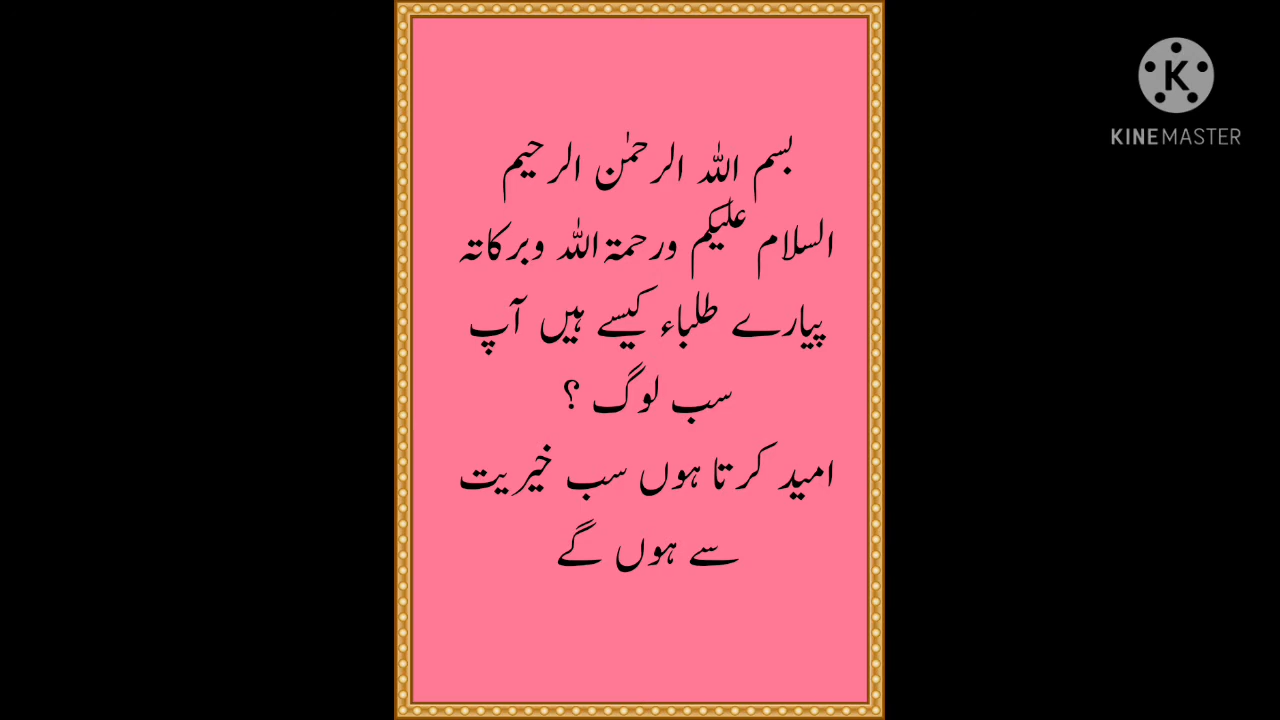 بسم اللہ الرحمٰن الرحیم
السلام علیکم ورحمۃ اللہ وبرکاتہ
پیارے طلباء کیسے ہیں آپ
سب لوگ ؟
امید کرتا ہوں سب خیریت
سے ہوں گے
K
KINEMASTER